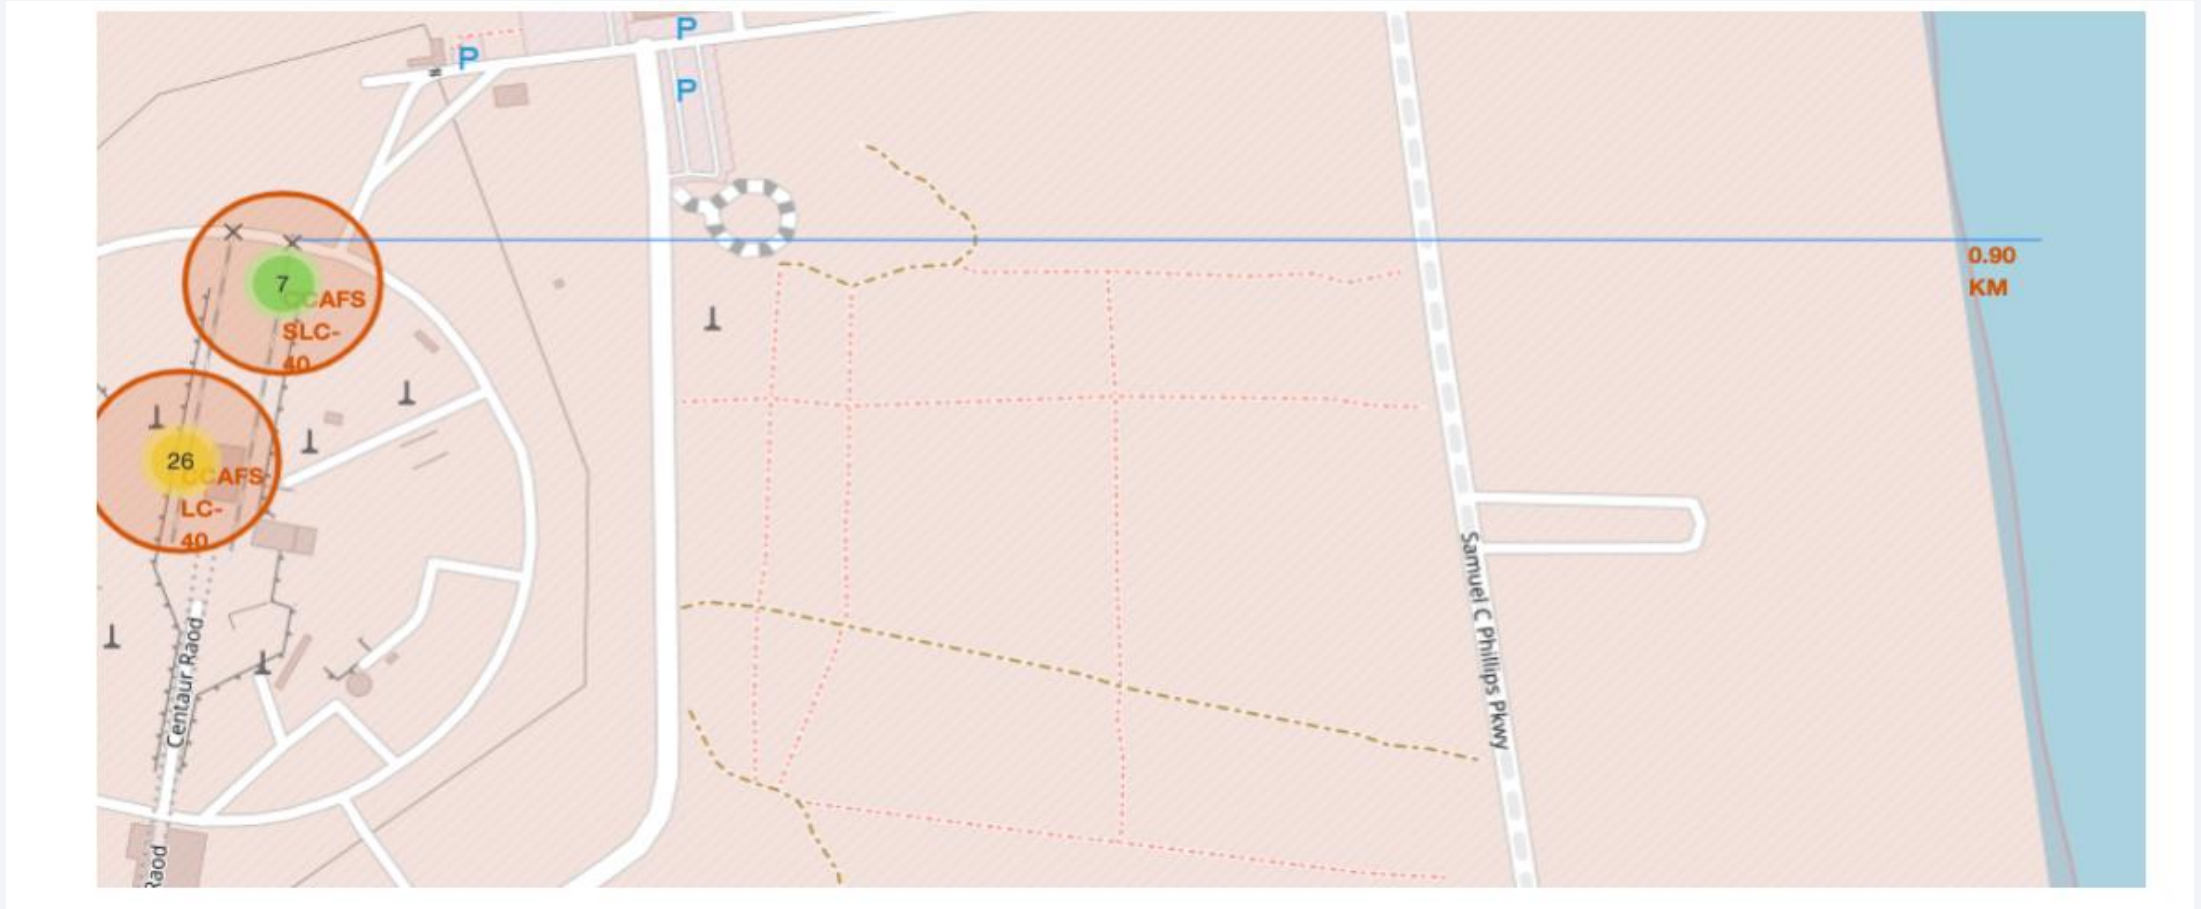 P
P
P
0.90
KM
7
CCAFS
SLC-
40
26
CCAFS
LC-
40
Samuel C Phillips Pkwy
Centaur Raod
Raod